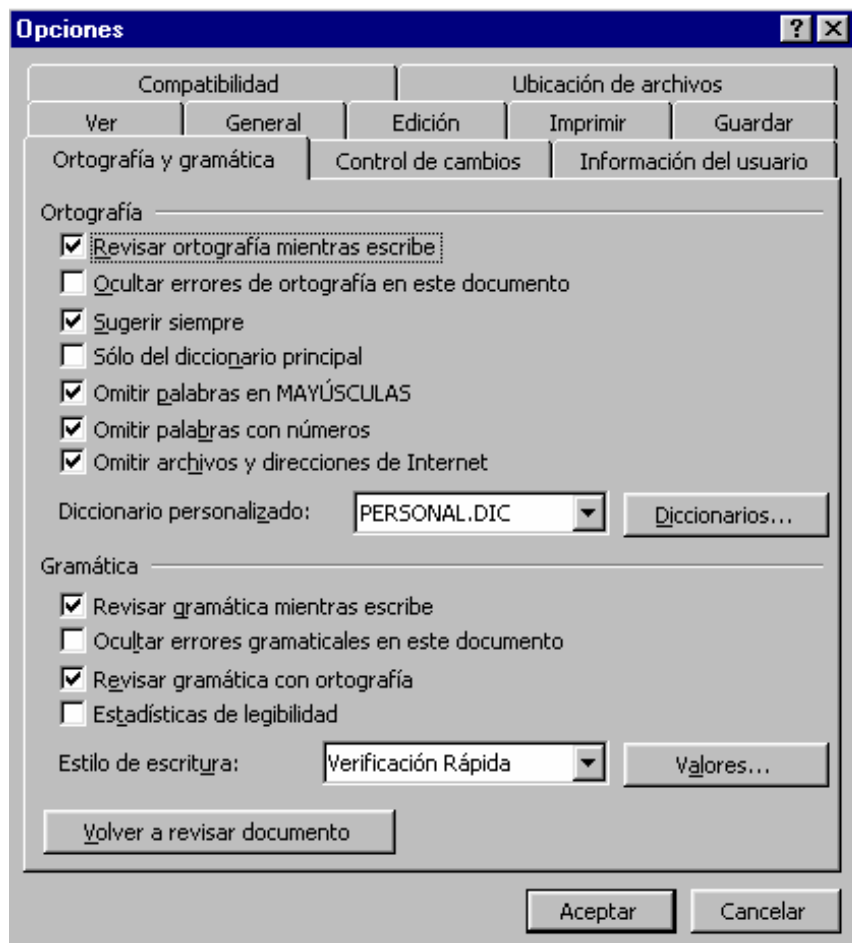 Opciones
Compatibilidad Ubicación de archivos
Ver General Edición Imprimir Guardar
Ortografía y gramática Control de cambios Información del usuario
Ortografía
Revisar ortografía mientras escribe
Ocultar errores de ortografía en este documento
Sugerir siempre
Sólo del diccionario principal
Omitir palabras en MAYÚSCULAS
Omitir palabras con números
Omitir archivos y direcciones de Internet
Diccionario personalizado: PERSONAL.DIC Diccionarios...
Gramática
Revisar gramática mientras escribe
Ocultar errores gramaticales en este documento
Revisar gramática con ortografía
Estadísticas de legibilidad
Estilo de escritura: Verificación Rápida Valores...
Volver a revisar documento
Aceptar Cancelar